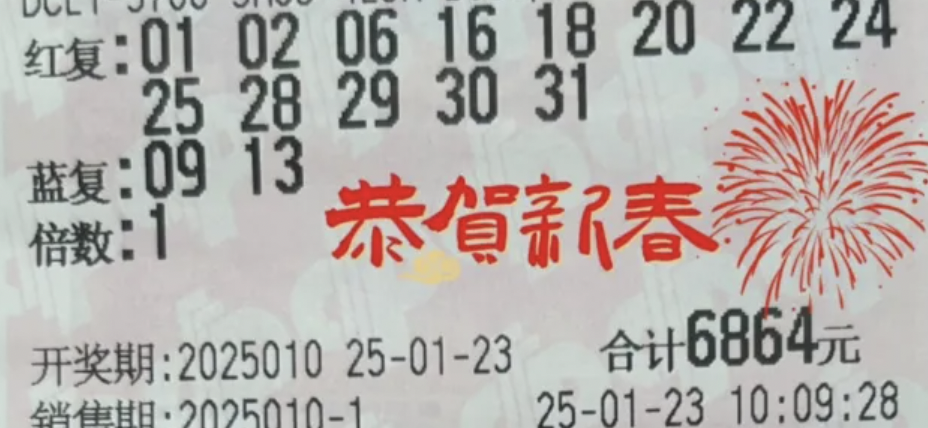 红复:01 02 06 16 18 20 22 24
25 28 29 30 31
蓝复:09 13
倍数:1
恭賀新春
合计6864元
开奖期:2025010 25-01-23
销售期:2025010-1 25-01-23 10:09:28